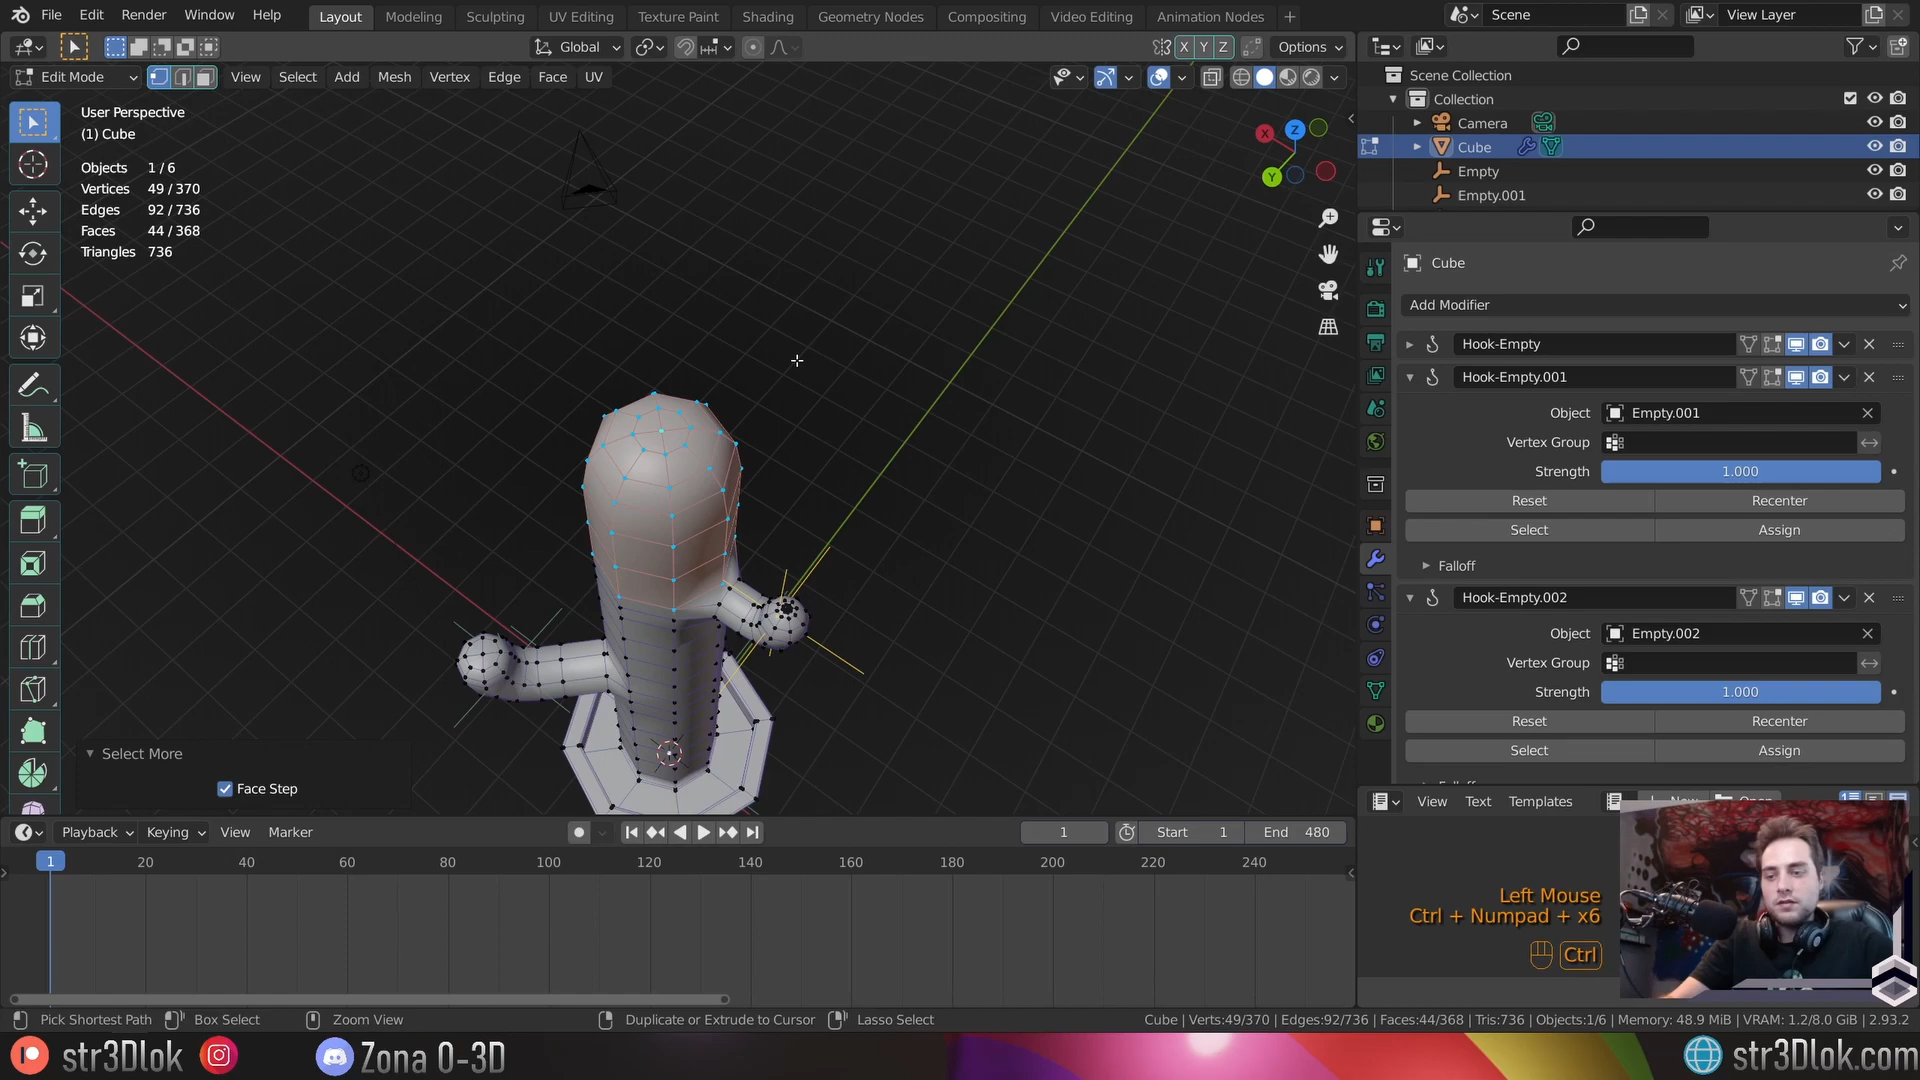 File Edit Render Window Help Layout Modeling Sculpting UV Editing Texture Paint Shading Geometry Nodes Compositing Video Editing Animation Nodes Scene View Layer
Global X Y Z Options
Edit Mode View Select Add Mesh Vertex Edge Face UV
User Perspective
(1) Cube
Objects 1 / 6
Vertices 49 / 370
Edges 92 / 736
Faces 44 / 368
Triangles 736
Z
X
Y
Select More
Face Step
Scene Collection
Collection
Camera
Cube
Empty
Empty.001
Cube
Add Modifier
Hook-Empty
Hook-Empty.001
Object Empty.001
Vertex Group
Strength 1.000
Reset Recenter
Select Assign
Falloff
Hook-Empty.002
Object Empty.002
Vertex Group
Strength 1.000
Reset Recenter
Select Assign
View Text Templates
Playback Keying View Marker 1 Start 1 End 480
1 20 40 60 80 100 120 140 160 180 200 220 240
Left Mouse
Ctrl + Numpad + x6
Ctrl
Pick Shortest Path Box Select Zoom View Duplicate or Extrude to Cursor Lasso Select Cube | Verts:49/370 | Edges:92/736 | Faces:44/368 | Tris:736 | Objects:1/6 | Memory: 48.9 MiB | VRAM: 1.2/8.0 GiB | 2.93.2
str3Dlok Zona 0-3D str3Dlok.com